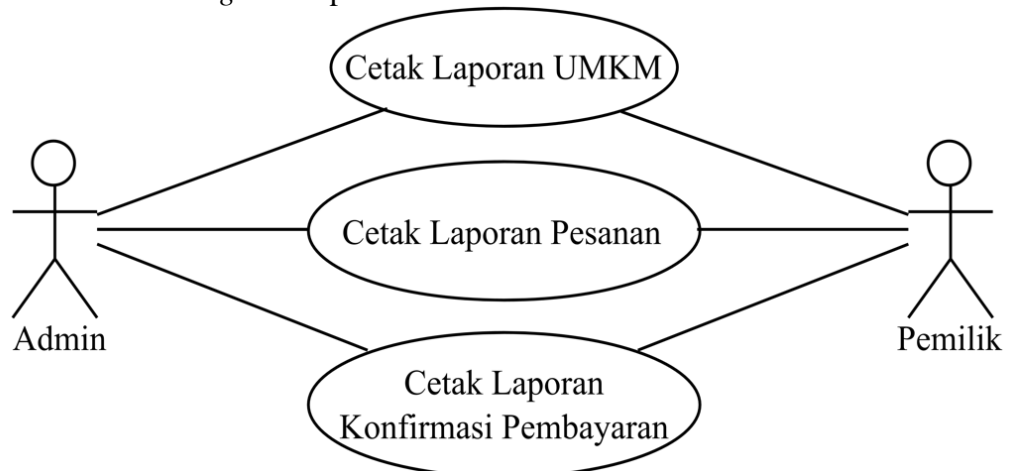 Cetak Laporan UMKM
Cetak Laporan Pesanan
Admin
Pemilik
Cetak Laporan
Konfirmasi Pembayaran